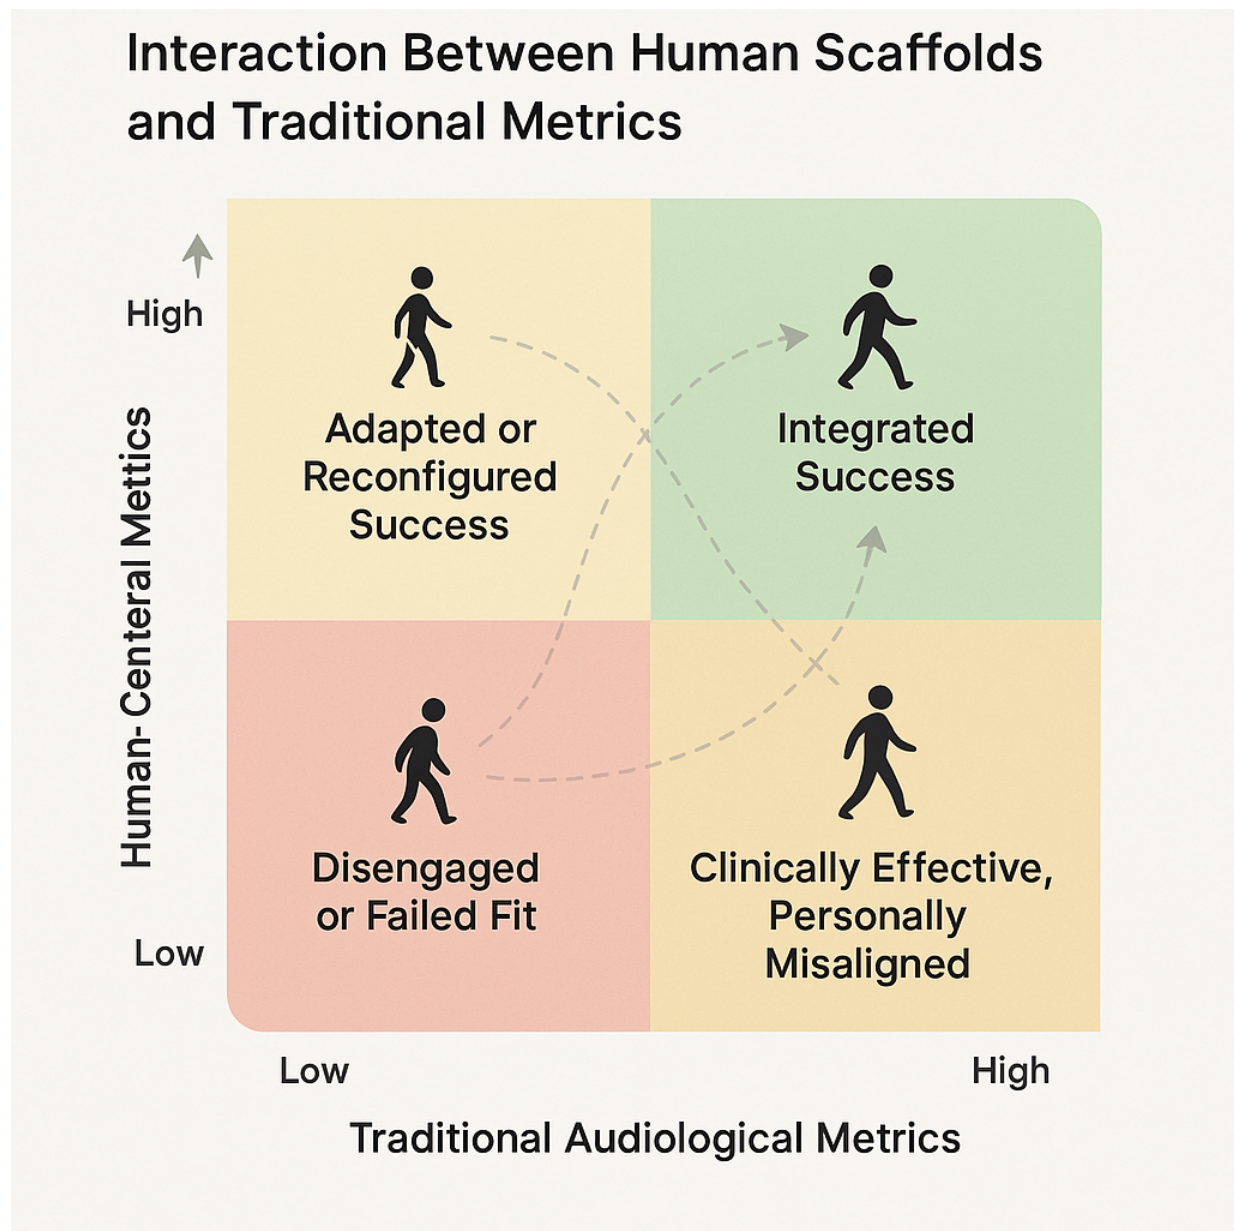 Interaction Between Human Scaffolds
and Traditional Metrics
High
Human- Centeral Mettics
Low
Adapted or
Reconfigured
Success
Integrated
Success
Disengaged
or Failed Fit
Clinically Effective,
Personally
Misaligned
Low
High
Traditional Audiological Metrics